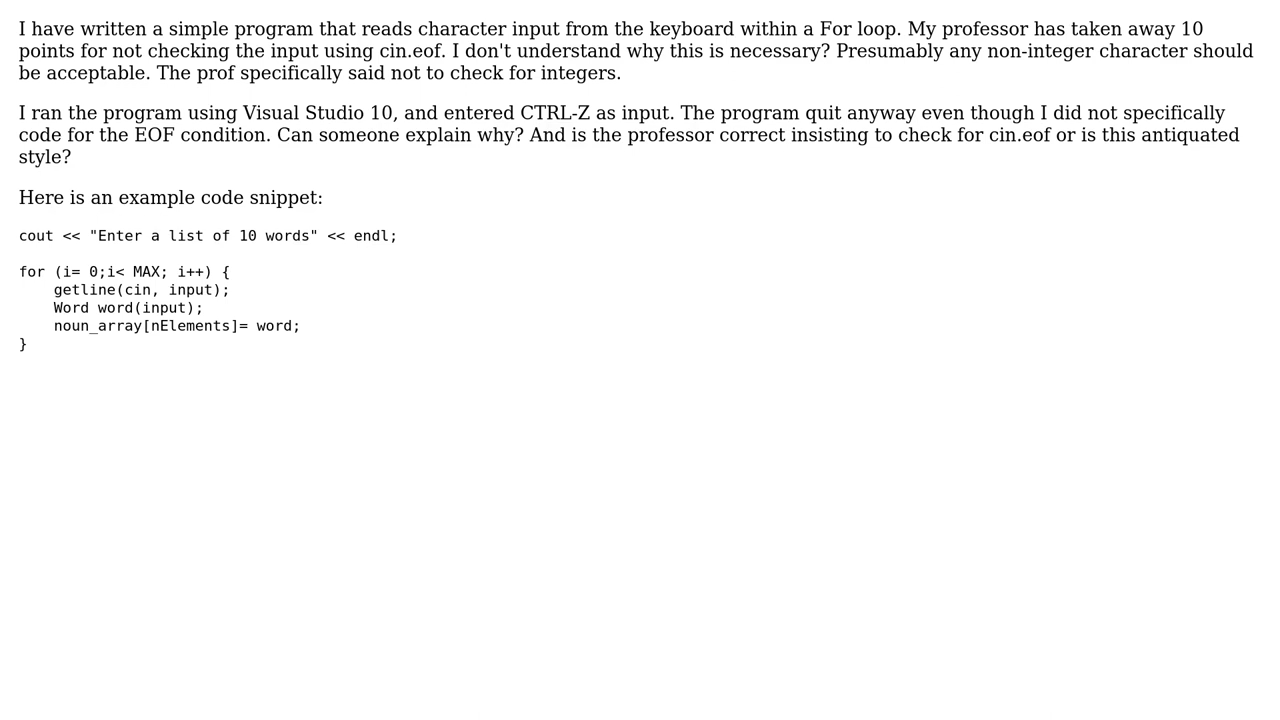 I have written a simple program that reads character input from the keyboard within a For loop. My professor has taken away 10
points for not checking the input using cin.eof. I don't understand why this is necessary? Presumably any non-integer character should
be acceptable. The prof specifically said not to check for integers.
I ran the program using Visual Studio 10, and entered CTRL-Z as input. The program quit anyway even though I did not specifically
code for the EOF condition. Can someone explain why? And is the professor correct insisting to check for cin.eof or is this antiquated
style?
Here is an example code snippet:
cout << "Enter a list of 10 words" << endl;
for (i= 0;i< MAX; i++) {
    getline(cin, input);
    Word word(input);
    noun_array[nElements]= word;
}